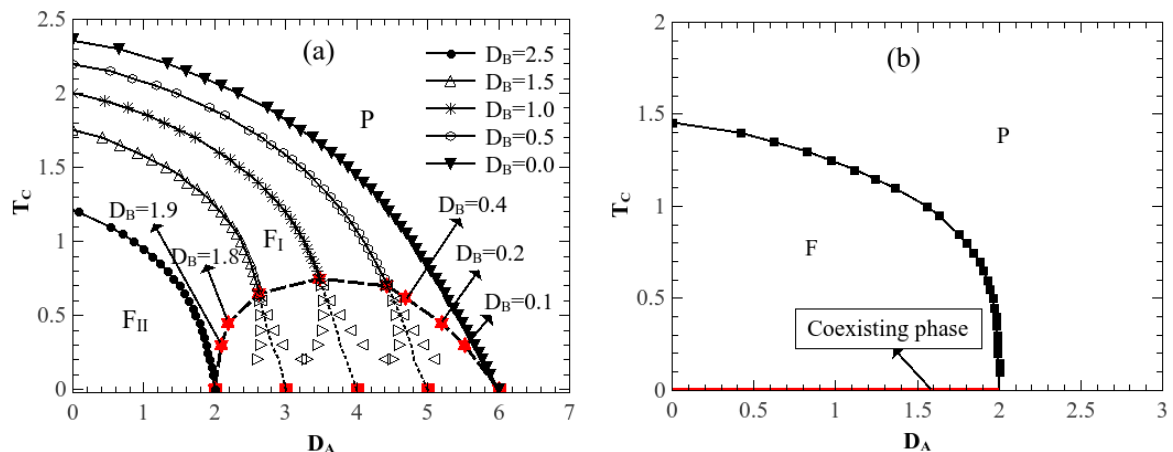 (a)
D_B=2.5
D_B=1.5
D_B=1.0
D_B=0.5
D_B=0.0
P
F_I
F_II
D_B=1.9
D_B=1.8
D_B=0.4
D_B=0.2
D_B=0.1
T_C
2.5
2
1.5
1
0.5
0
0 1 2 3 4 5 6 7
D_A
(b)
P
F
Coexisting phase
T_C
2
1.5
1
0.5
0
0 0.5 1 1.5 2 2.5 3
D_A